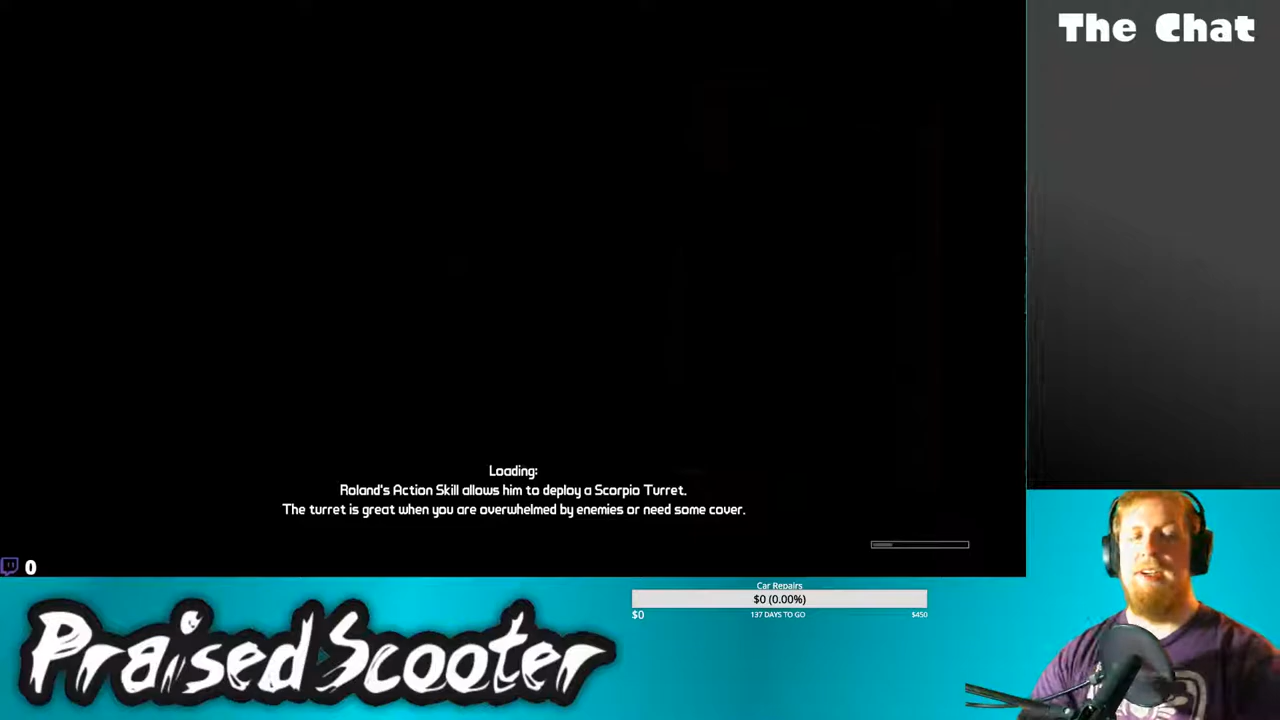 The Chat
Loading:
Roland's Action Skill allows him to deploy a Scorpio Turret.
The turret is great when you are overwhelmed by enemies or need some cover.
0
Car Repairs
$0 (0.00%)
$0
137 DAYS TO GO
$450
PraisedScooter